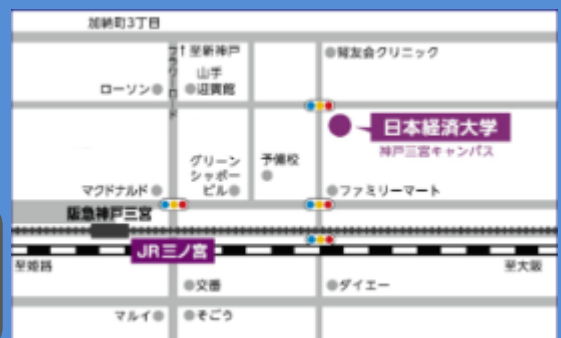 加納町3丁目
↑至新神戸
フラワーロード
山手
迎賓館
ローソン
クリニック
日本経済大学
神戸三宮キャンパス
グリーン
シャポー
ビル
予備校
マクドナルド
ファミリーマート
阪急神戸三宮
JR三ノ宮
至姫路
至大阪
交番
ダイエー
マルイ
そごう